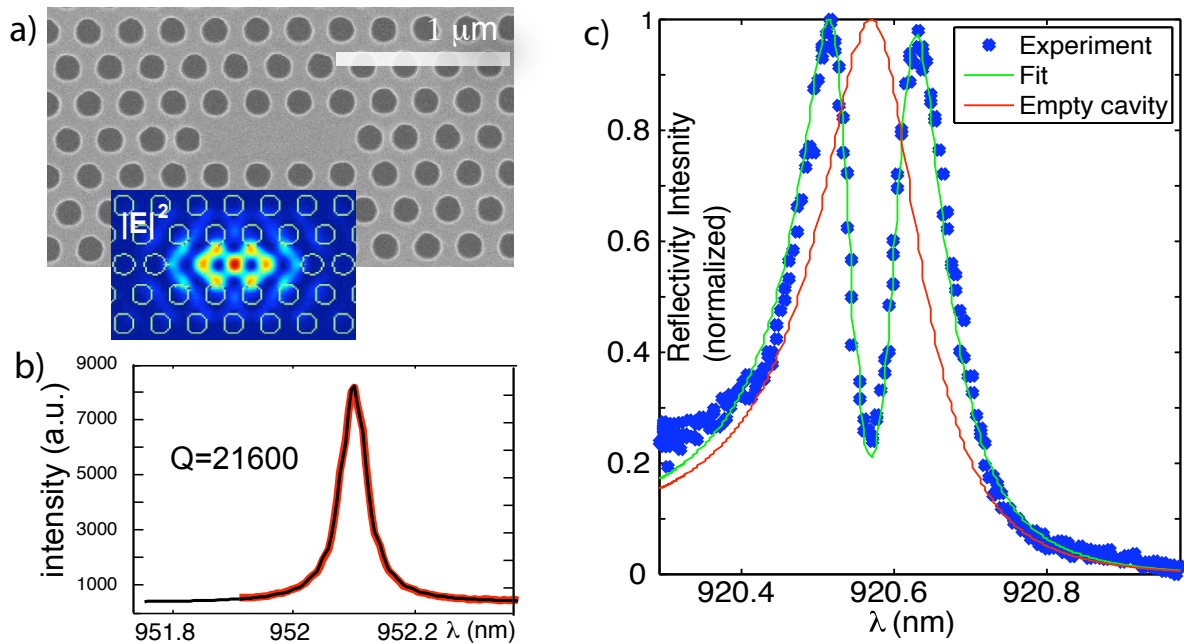 a)
1 µm
|E|²
b)
9000
7000
5000
3000
1000
intensity (a.u.)
Q=21600
951.8
952
952.2
λ (nm)
c)
1
0.8
0.6
0.4
0.2
0
Reflectivity Intesnity
(normalized)
Experiment
Fit
Empty cavity
920.4
920.6
920.8
λ (nm)